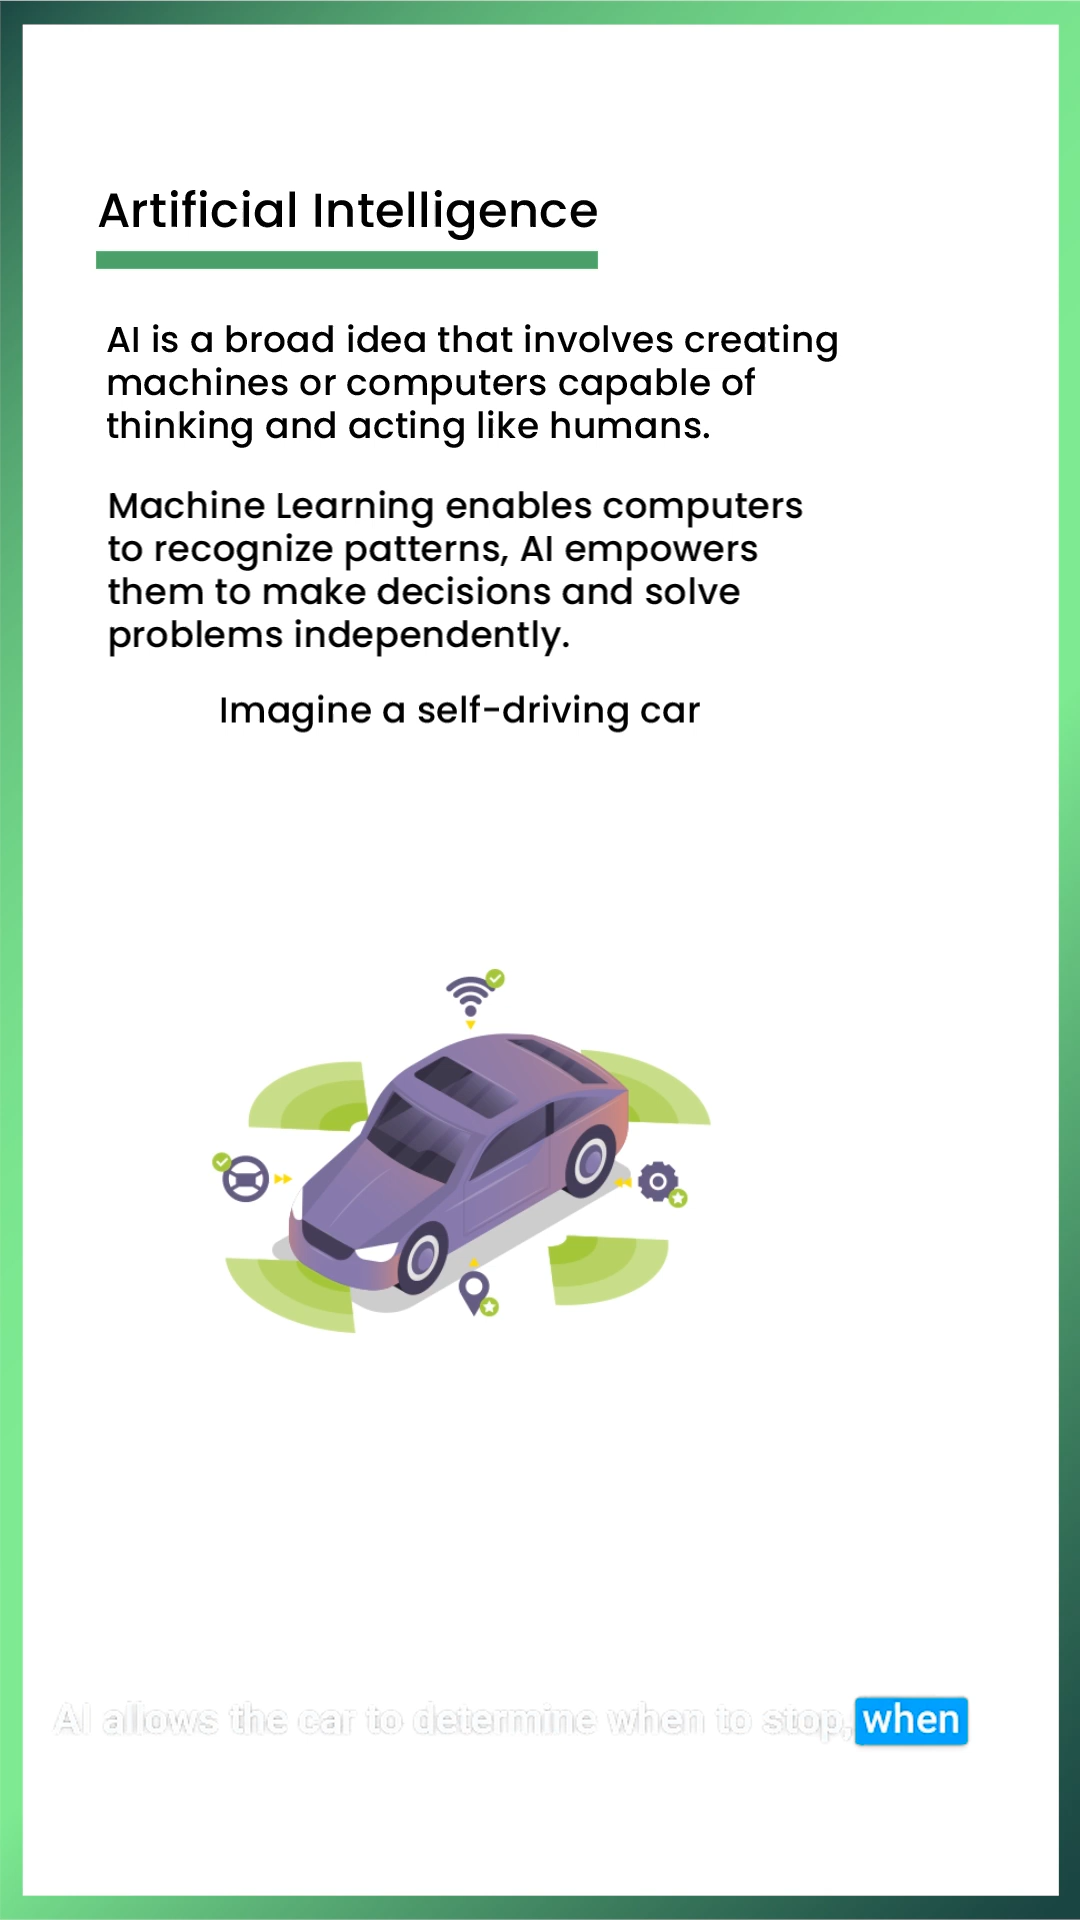 Artificial Intelligence
AI is a broad idea that involves creating
machines or computers capable of
thinking and acting like humans.
Machine Learning enables computers
to recognize patterns, AI empowers
them to make decisions and solve
problems independently.
Imagine a self-driving car
AI allows the car to determine when to stop, when